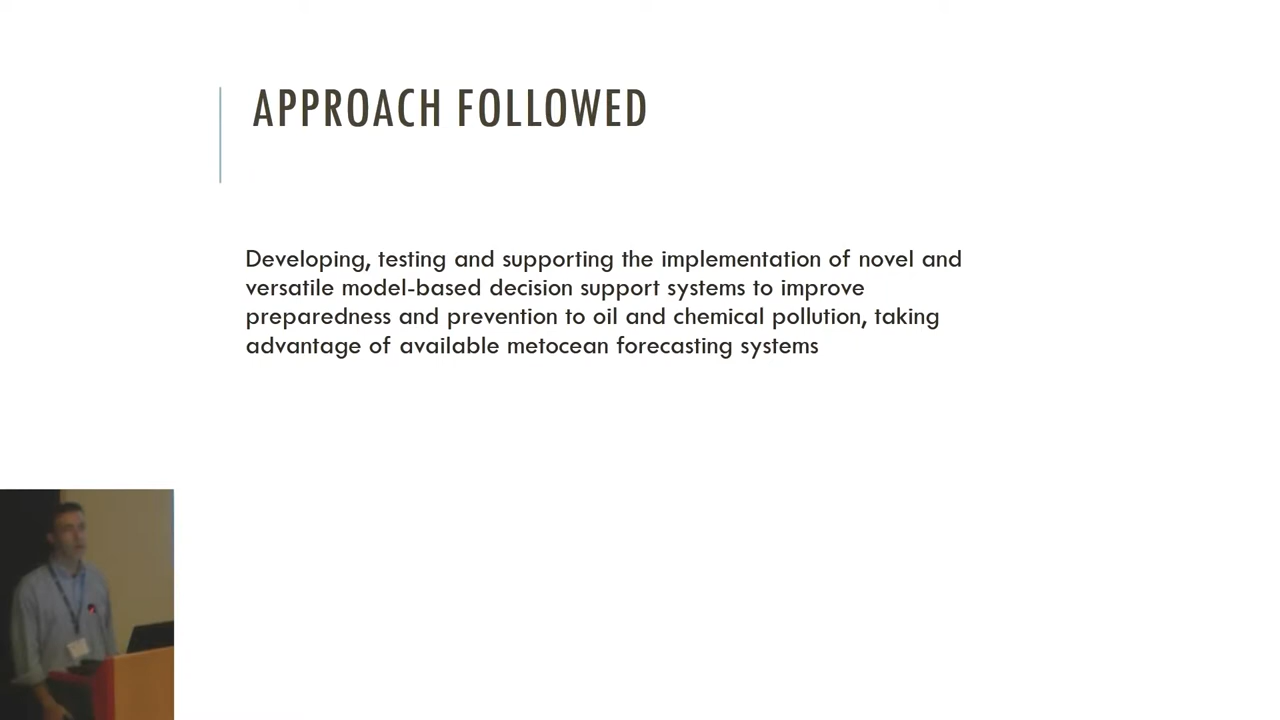 APPROACH FOLLOWED
Developing, testing and supporting the implementation of novel and
versatile model-based decision support systems to improve
preparedness and prevention to oil and chemical pollution, taking
advantage of available metocean forecasting systems